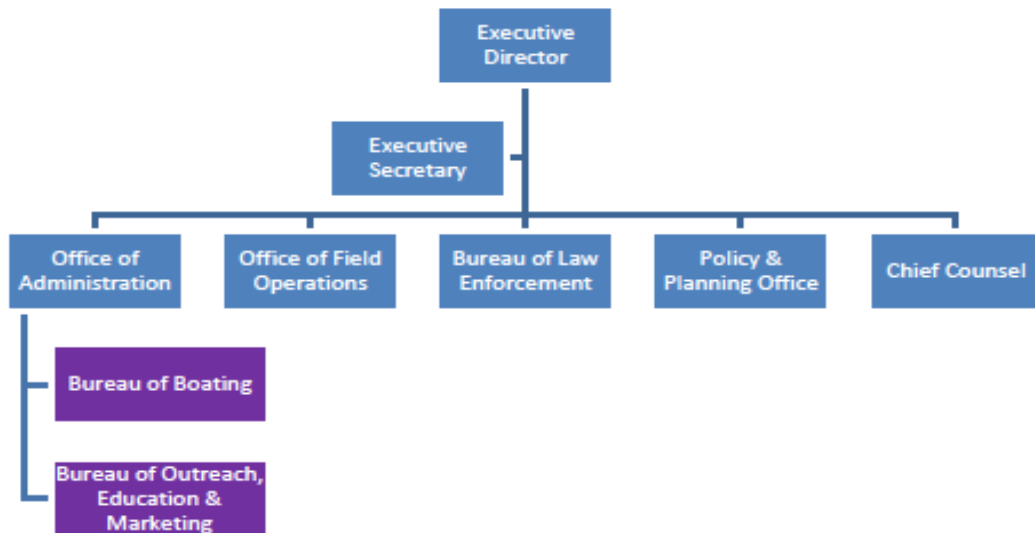 Executive
Director
Executive
Secretary
Office of
Administration
Office of Field
Operations
Bureau of Law
Enforcement
Policy &
Planning Office
Chief Counsel
Bureau of Boating
Bureau of Outreach,
Education &
Marketing